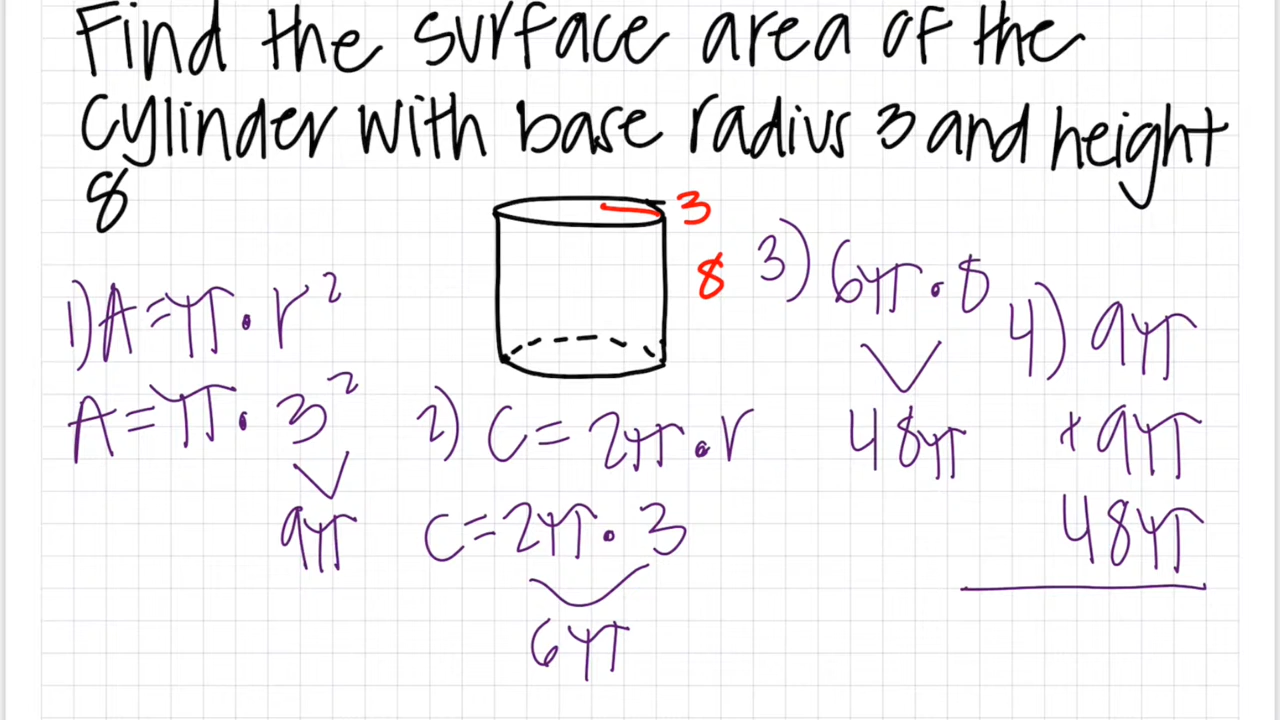 Find the surface area of the
cylinder with base radius 3 and height
8
3
8
1) A=π·r²
A=π·3²
9π
2) C=2π·r
C=2π·3
6π
3) 6π·8
48π
4) 9π
+9π
48π